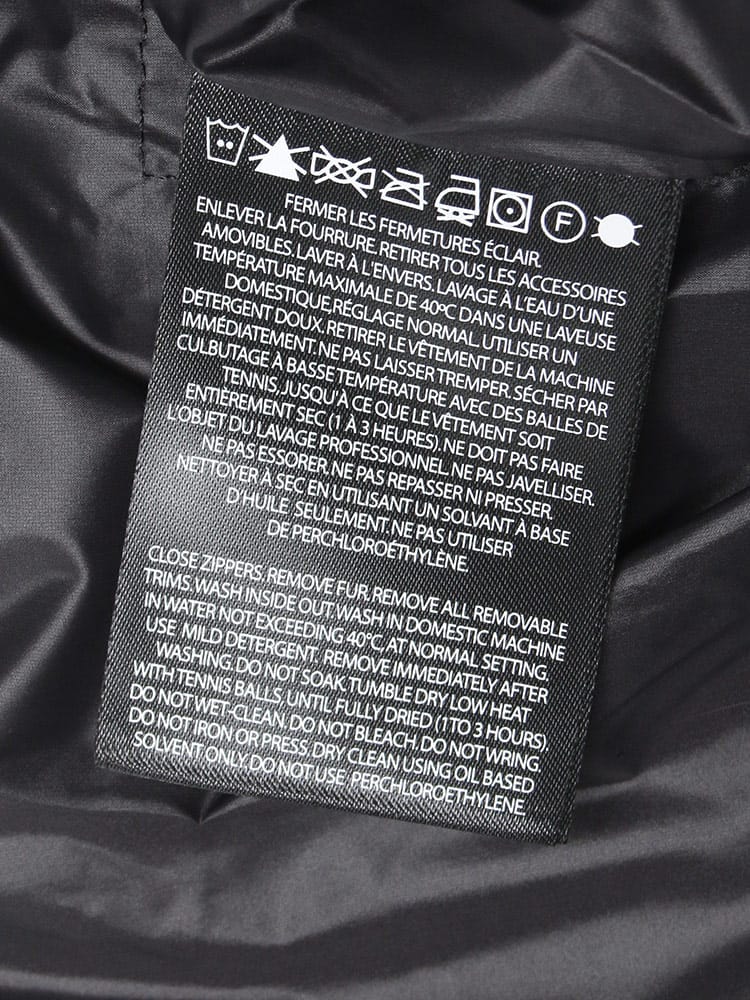 F
FERMER LES FERMETURES ÉCLAIR.
ENLEVER LA FOURRURE. RETIRER TOUS LES ACCESSOIRES
AMOVIBLES. LAVER À L'ENVERS. LAVAGE À L'EAU D'UNE
TEMPÉRATURE MAXIMALE DE 40ºC DANS UNE LAVEUSE
DOMESTIQUE, RÉGLAGE NORMAL. UTILISER UN
DÉTERGENT DOUX. RETIRER LE VÊTEMENT DE LA MACHINE
IMMÉDIATEMENT. NE PAS LAISSER TREMPER. SÉCHER PAR
CULBUTAGE À BASSE TEMPÉRATURE AVEC DES BALLES DE
TENNIS, JUSQU'À CE QUE LE VÊTEMENT SOIT
ENTIÈREMENT SEC (1 À 3 HEURES). NE DOIT PAS FAIRE
L'OBJET DU LAVAGE PROFESSIONNEL. NE PAS JAVELLISER.
NE PAS ESSORER. NE PAS REPASSER NI PRESSER.
NETTOYER À SEC EN UTILISANT UN SOLVANT À BASE
D'HUILE SEULEMENT. NE PAS UTILISER
DE PERCHLOROÉTHYLÈNE.
CLOSE ZIPPERS. REMOVE FUR. REMOVE ALL REMOVABLE
TRIMS. WASH INSIDE OUT. WASH IN DOMESTIC MACHINE
IN WATER NOT EXCEEDING 40°C, AT NORMAL SETTING.
USE MILD DETERGENT. REMOVE IMMEDIATELY AFTER
WASHING. DO NOT SOAK. TUMBLE DRY LOW HEAT
WITH TENNIS BALLS UNTIL FULLY DRIED (1 TO 3 HOURS).
DO NOT WET-CLEAN. DO NOT BLEACH. DO NOT WRING.
DO NOT IRON OR PRESS. DRY CLEAN USING OIL BASED
SOLVENT ONLY. DO NOT USE PERCHLOROETHYLENE.